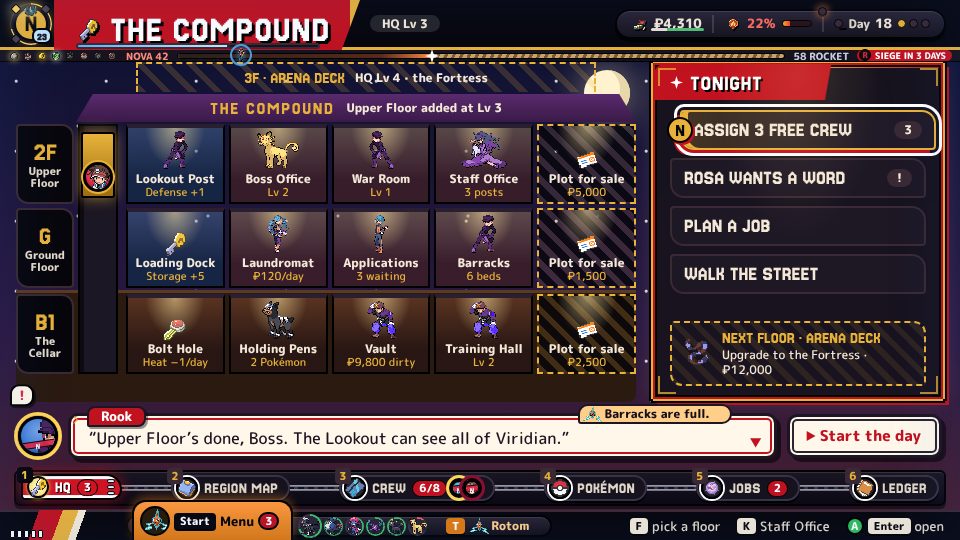 N
23
THE COMPOUND
HQ Lv 3
₽4,310
22%
Day 18
NOVA 42
58 ROCKET
R
SIEGE IN 3 DAYS
3F · ARENA DECK HQ Lv 4 · the Fortress
THE COMPOUND Upper Floor added at Lv 3
2F
Upper
Floor
Lookout Post
Defense +1
Boss Office
Lv 2
War Room
Lv 1
Staff Office
3 posts
Plot for sale
₽5,000
G
Ground
Floor
Loading Dock
Storage +5
Laundromat
₽120/day
Applications
3 waiting
Barracks
6 beds
Plot for sale
₽1,500
B1
The
Cellar
Bolt Hole
Heat −1/day
Holding Pens
2 Pokémon
Vault
₽9,800 dirty
Training Hall
Lv 2
Plot for sale
₽2,500
TONIGHT
N
ASSIGN 3 FREE CREW
3
ROSA WANTS A WORD
!
PLAN A JOB
WALK THE STREET
NEXT FLOOR · ARENA DECK
Upgrade to the Fortress ·
₽12,000
!
Rook
Barracks are full.
“Upper Floor’s done, Boss. The Lookout can see all of Viridian.”
Start the day
1
HQ
3
2
REGION MAP
3
CREW
6/8
4
POKÉMON
5
JOBS
2
6
LEDGER
Start
Menu
3
T
Rotom
F
pick a floor
K
Staff Office
A
Enter
open